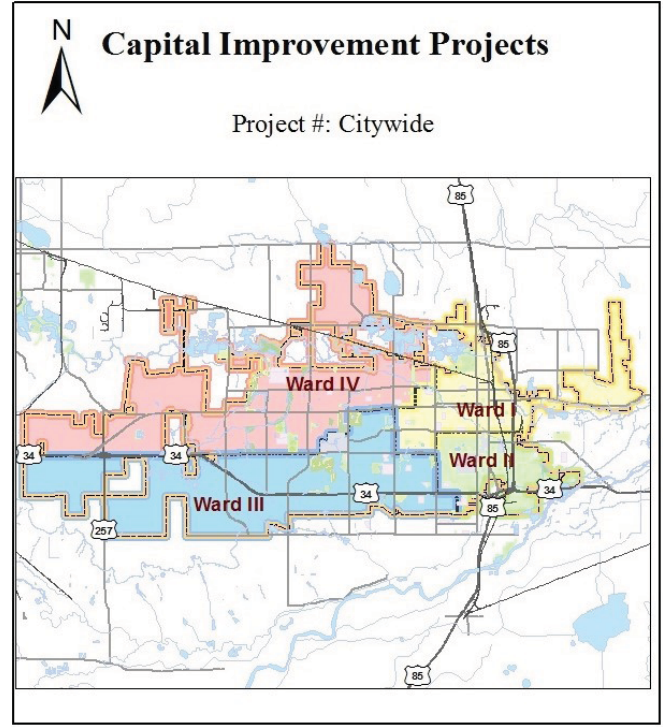 N
Capital Improvement Projects
Project #: Citywide
85
85
Ward IV
Ward I
34
34
Ward II
34
34
Ward III
85
257
85